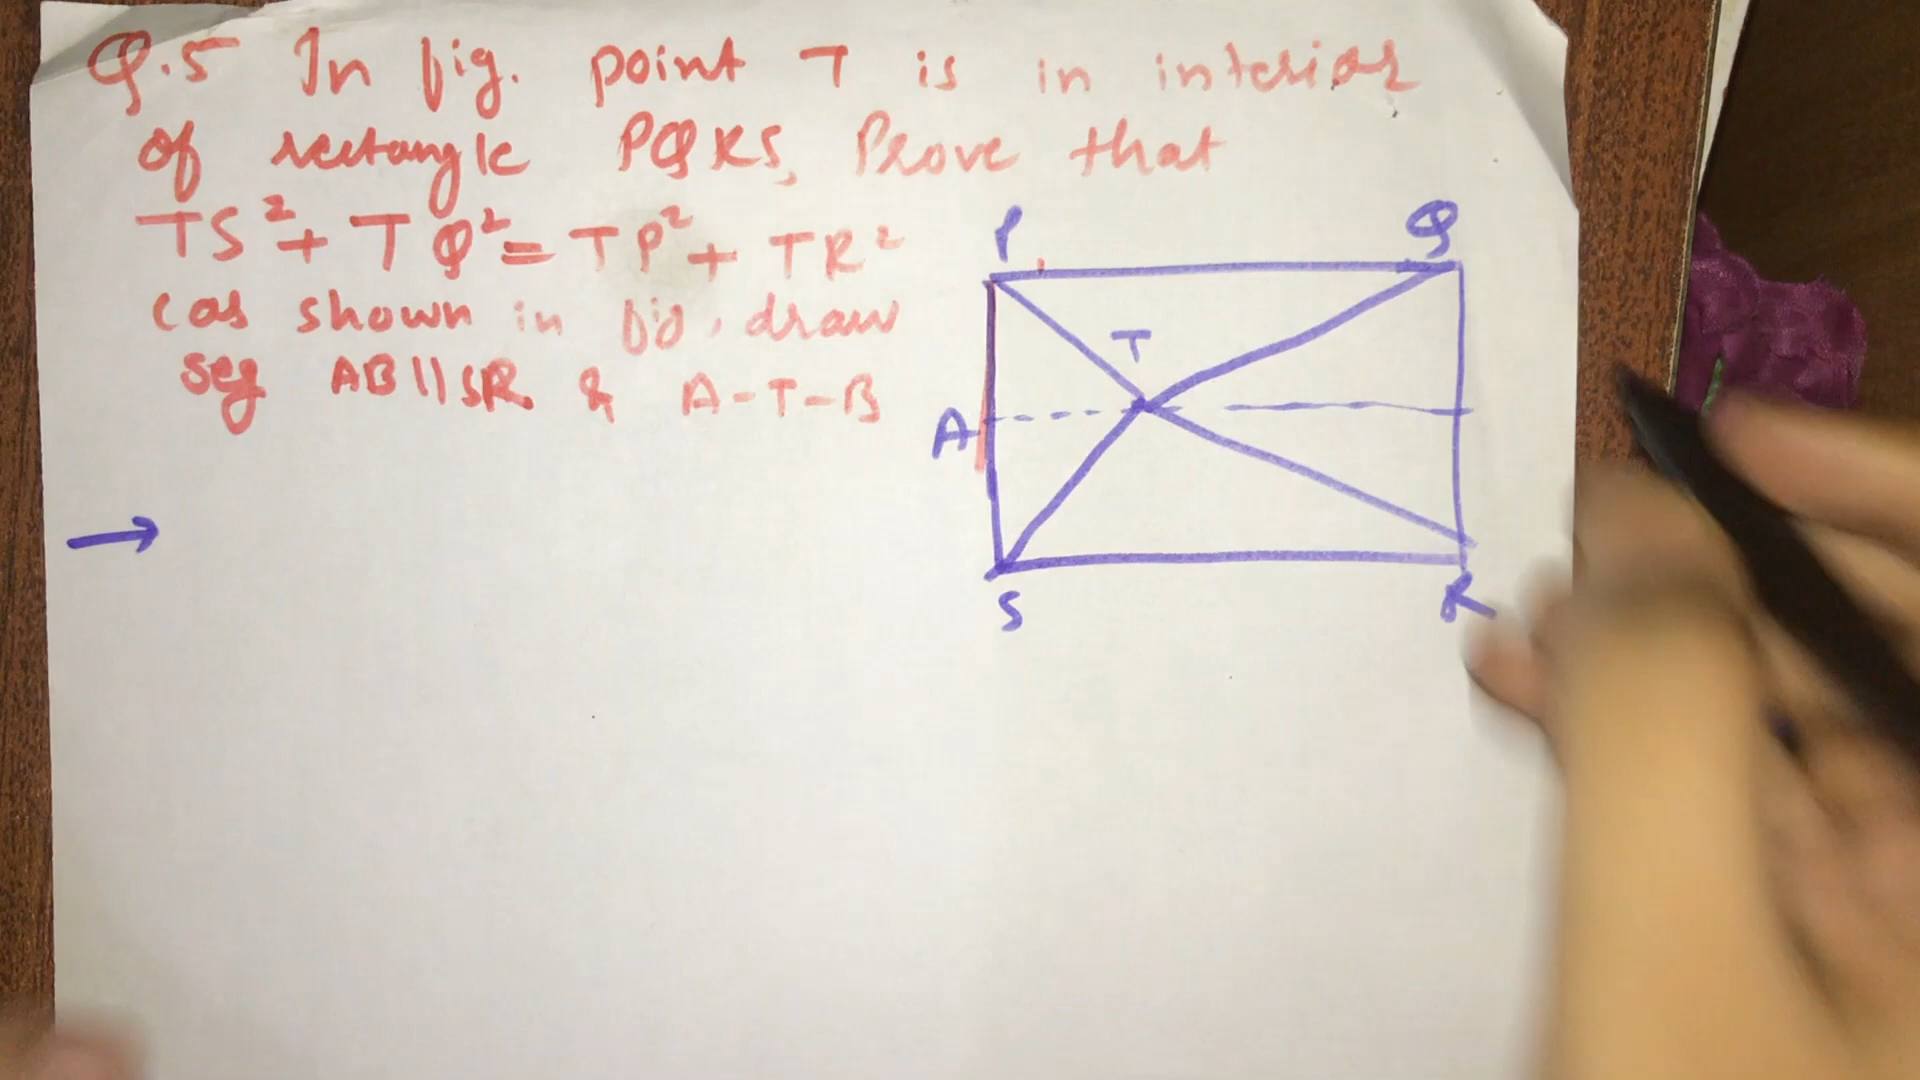 Q.5 In fig. point T is in interior
of rectangle PQRS, Prove that
TS² + TQ² = TP² + TR²
(as shown in fig. draw
seg AB || SR & A-T-B
P
Q
T
A
S
R